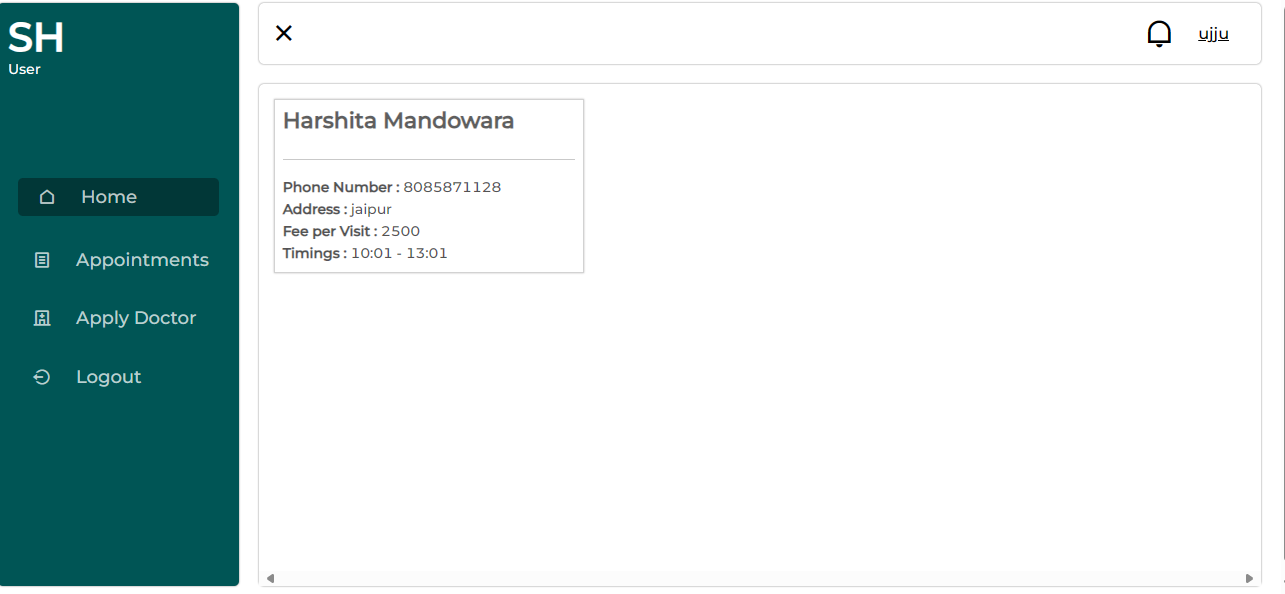 SH
User
Home
Appointments
Apply Doctor
Logout
ujju
Harshita Mandowara
Phone Number : 8085871128
Address : jaipur
Fee per Visit : 2500
Timings : 10:01 - 13:01